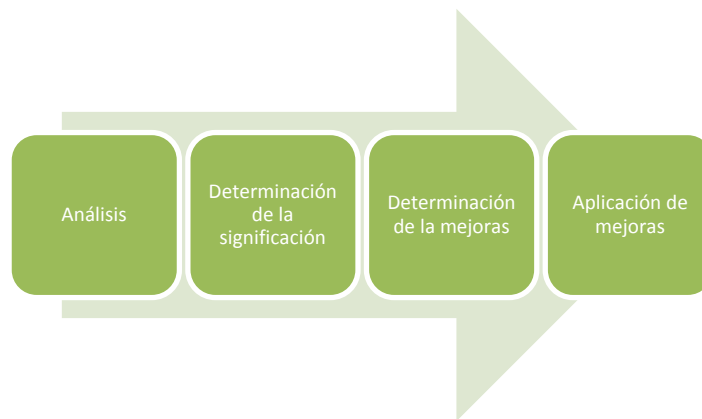 Análisis
Determinación
de la
significación
Determinación
de la mejoras
Aplicación de
mejoras